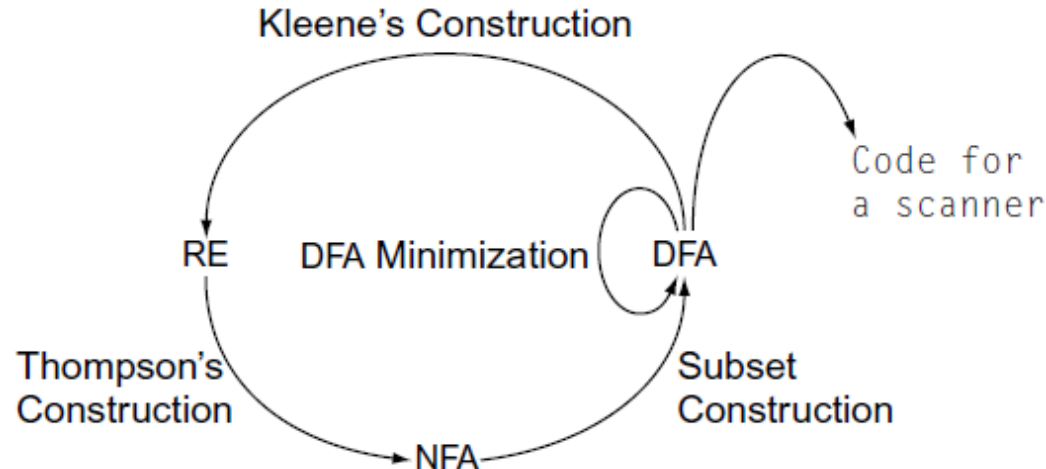 Kleene's Construction
Code for
a scanner
RE
DFA Minimization
DFA
Thompson's
Construction
Subset
Construction
NFA